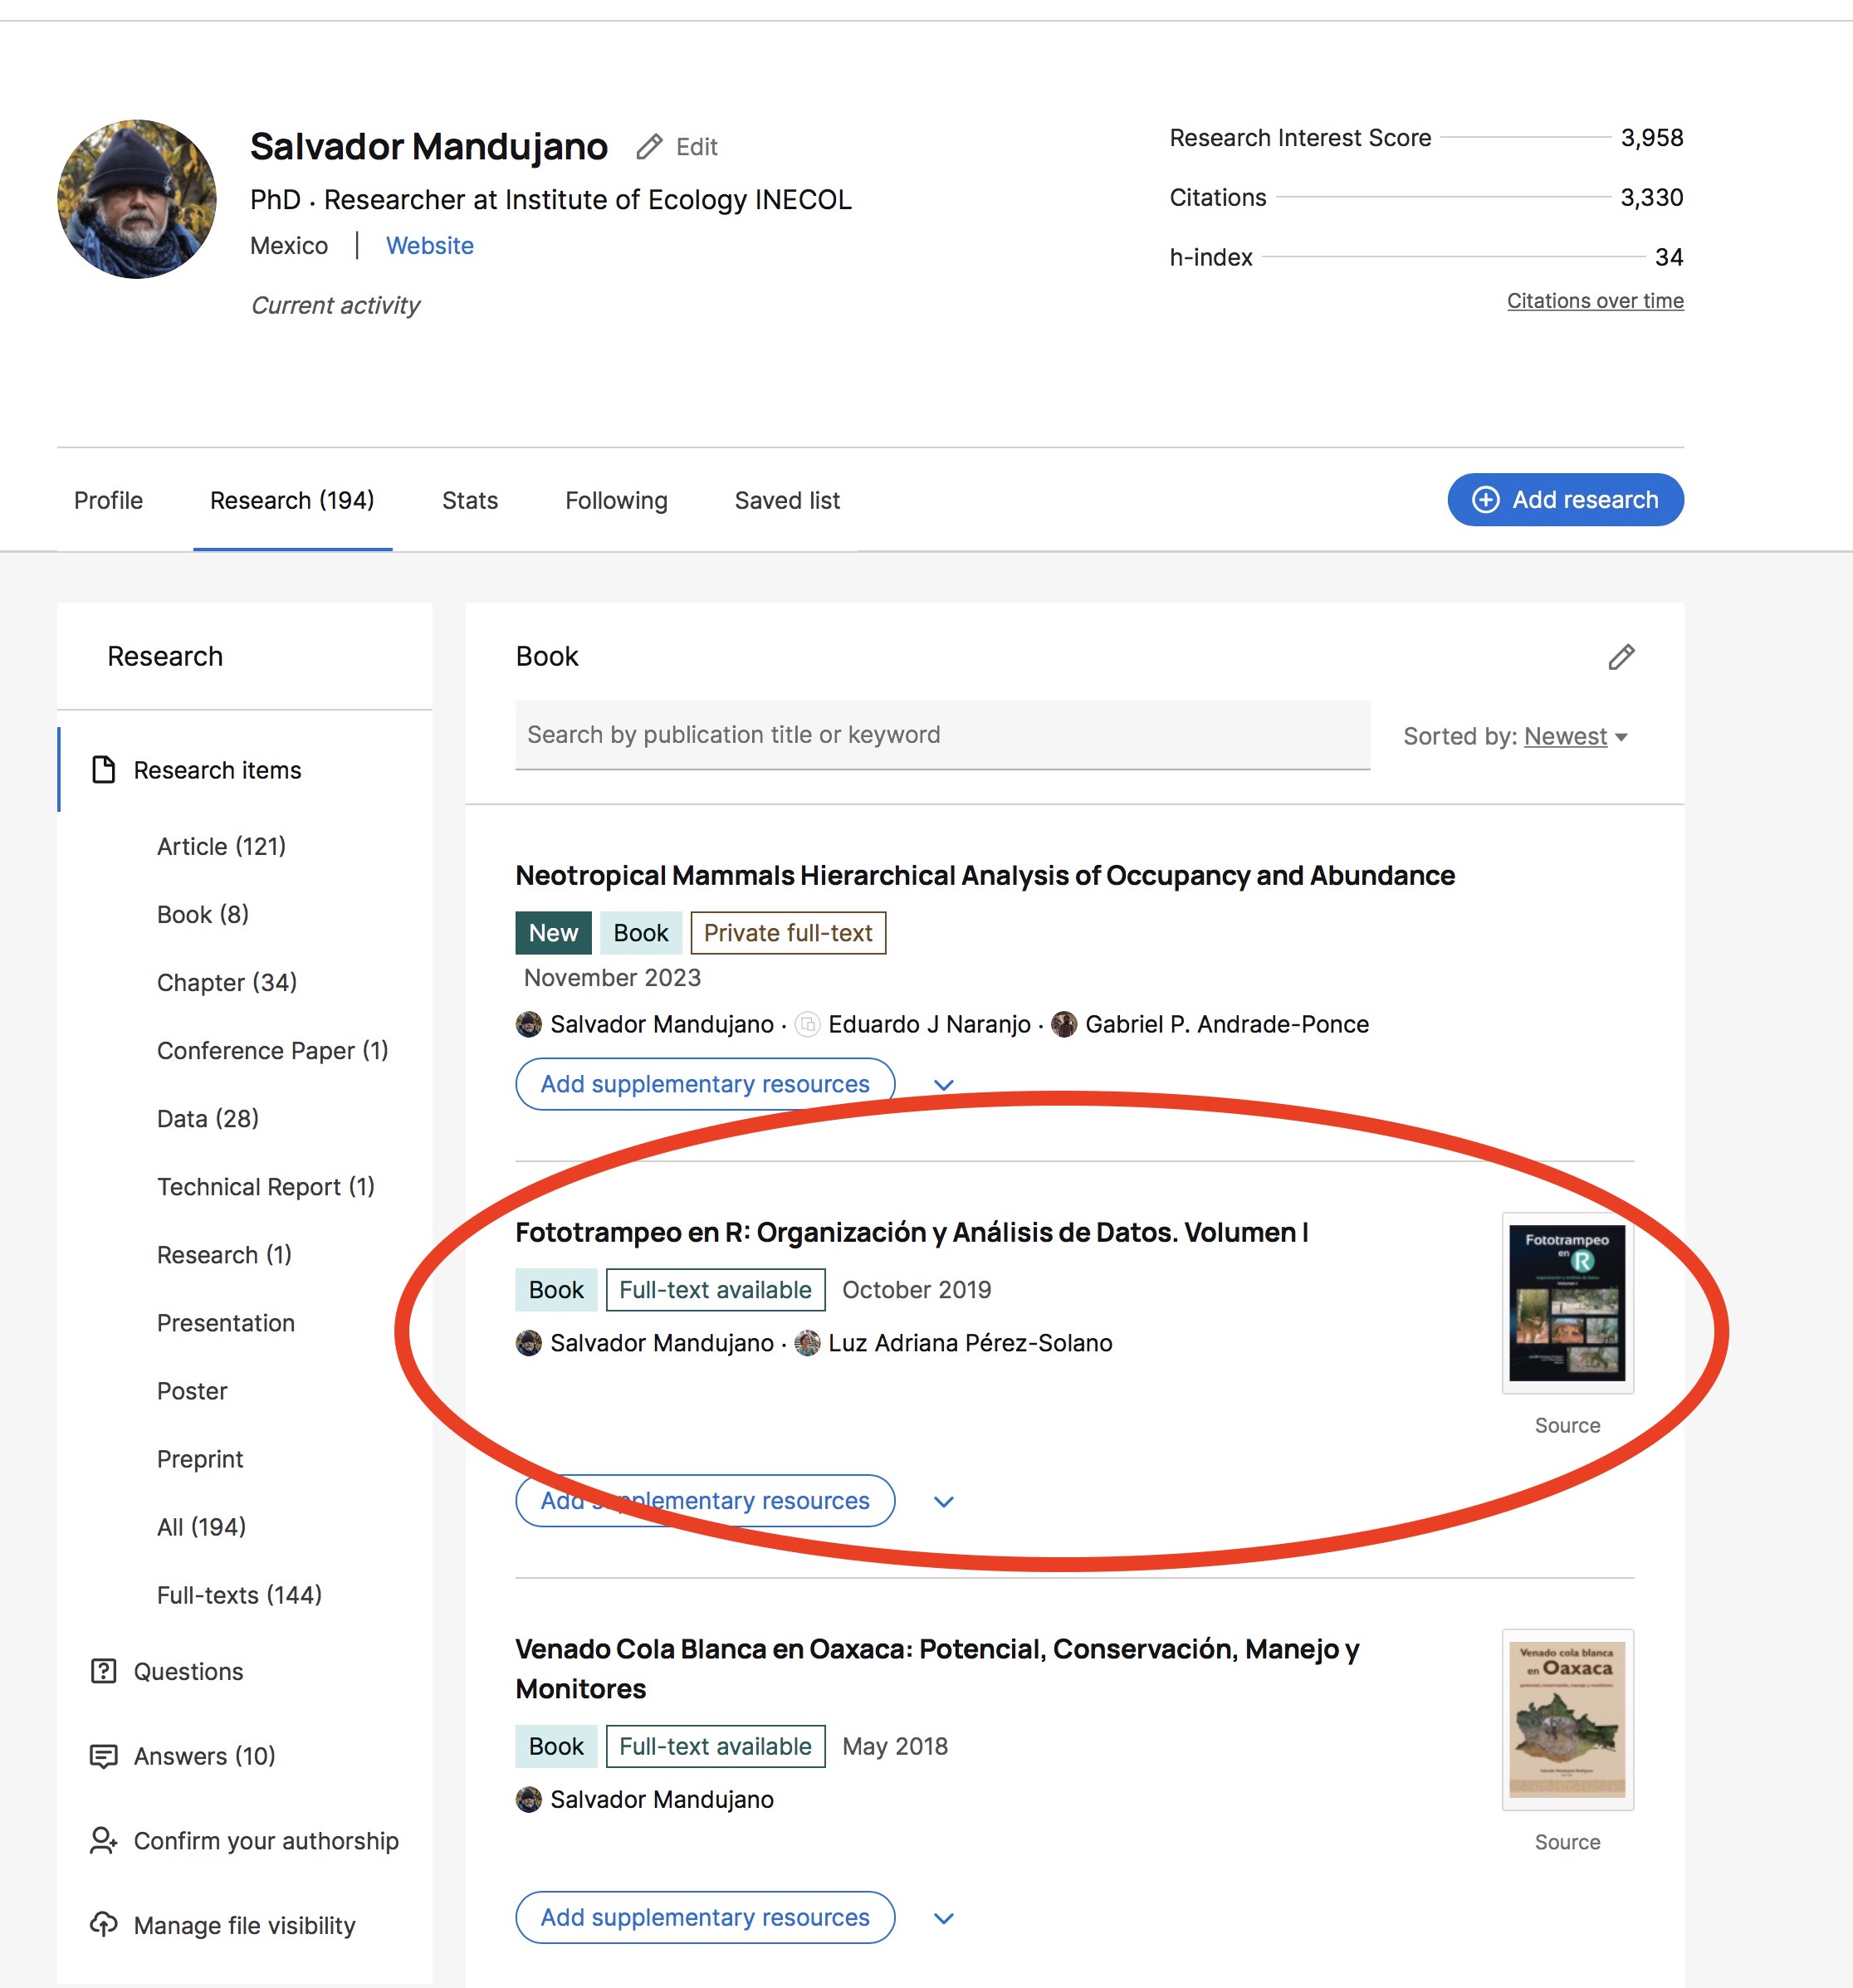 Salvador Mandujano
Edit
PhD · Researcher at Institute of Ecology INECOL
Mexico | Website
Current activity
Research Interest Score 3,958
Citations 3,330
h-index 34
Citations over time
Profile
Research (194)
Stats
Following
Saved list
Add research
Research
Research items
Article (121)
Book (8)
Chapter (34)
Conference Paper (1)
Data (28)
Technical Report (1)
Research (1)
Presentation
Poster
Preprint
All (194)
Full-texts (144)
Questions
Answers (10)
Confirm your authorship
Manage file visibility
Book
Search by publication title or keyword
Sorted by: Newest
Neotropical Mammals Hierarchical Analysis of Occupancy and Abundance
New Book Private full-text
November 2023
Salvador Mandujano · Eduardo J Naranjo · Gabriel P. Andrade-Ponce
Add supplementary resources
Fototrampeo en R: Organización y Análisis de Datos. Volumen I
Book Full-text available October 2019
Salvador Mandujano · Luz Adriana Pérez-Solano
Fototrampeo
en R
Source
Add supplementary resources
Venado Cola Blanca en Oaxaca: Potencial, Conservación, Manejo y
Monitores
Book Full-text available May 2018
Salvador Mandujano
Venado cola blanca
en Oaxaca
Source
Add supplementary resources